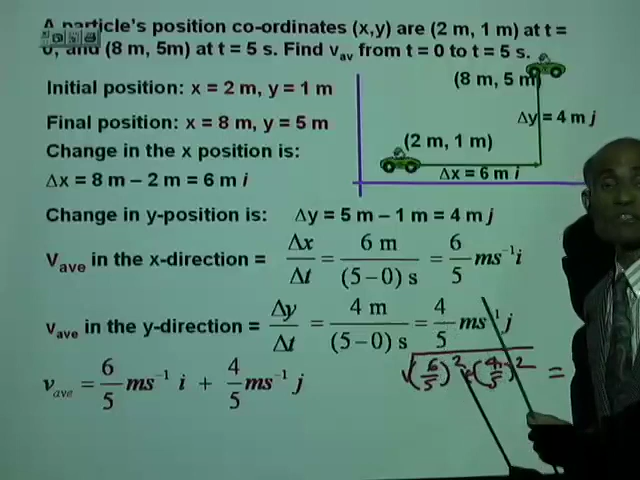 A particle's position co-ordinates (x,y) are (2 m, 1 m) at t =
0, and (8 m, 5m) at t = 5 s. Find v_av from t = 0 to t = 5 s.
(8 m, 5 m)
Initial position: x = 2 m, y = 1 m
Δy = 4 m j
Final position: x = 8 m, y = 5 m
(2 m, 1 m)
Change in the x position is:
Δx = 6 m i
Δx = 8 m – 2 m = 6 m i
Change in y-position is: Δy = 5 m – 1 m = 4 m j
V_ave in the x-direction = Δx/Δt = 6 m/(5–0) s = 6/5 ms⁻¹ i
v_ave in the y-direction = Δy/Δt = 4 m/(5–0) s = 4/5 ms⁻¹ j
v_ave = 6/5 ms⁻¹ i + 4/5 ms⁻¹ j
√(6/5)² + (4/5)² =